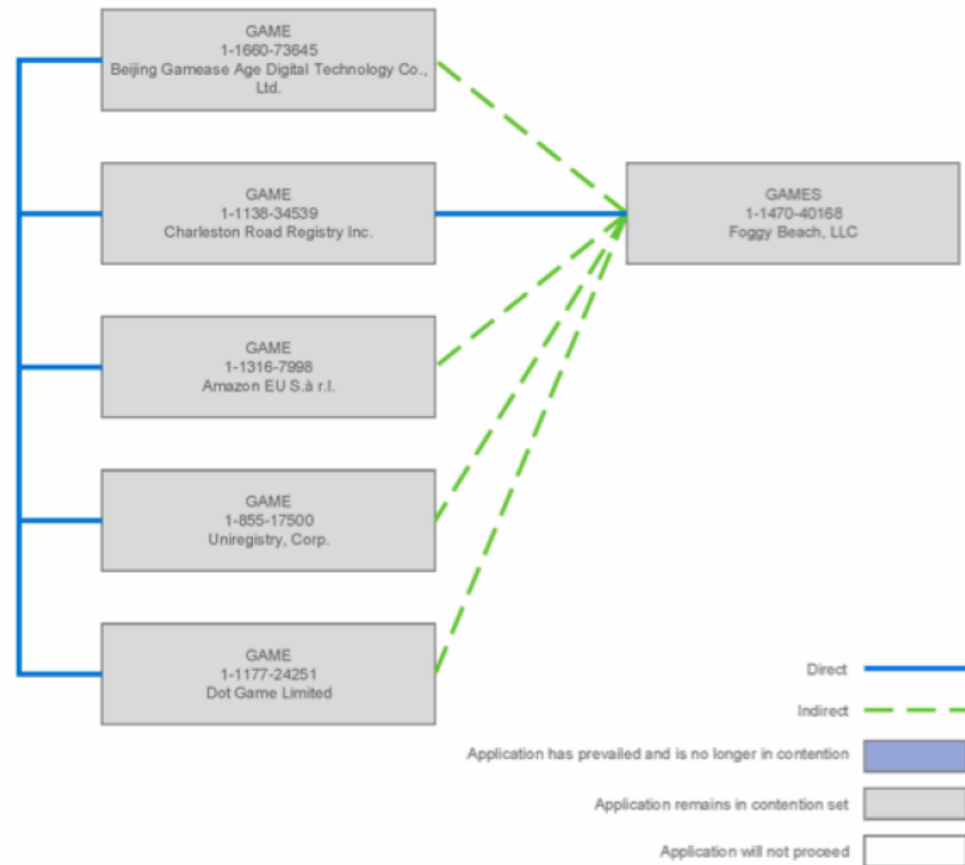 GAME
1-1660-73645
Beijing Gamease Age Digital Technology Co.,
Ltd.
GAME
1-1138-34539
Charleston Road Registry Inc.
GAMES
1-1470-40168
Foggy Beach, LLC
GAME
1-1316-7998
Amazon EU S.à r.l.
GAME
1-855-17500
Uniregistry, Corp.
GAME
1-1177-24251
Dot Game Limited
Direct
Indirect
Application has prevailed and is no longer in contention
Application remains in contention set
Application will not proceed